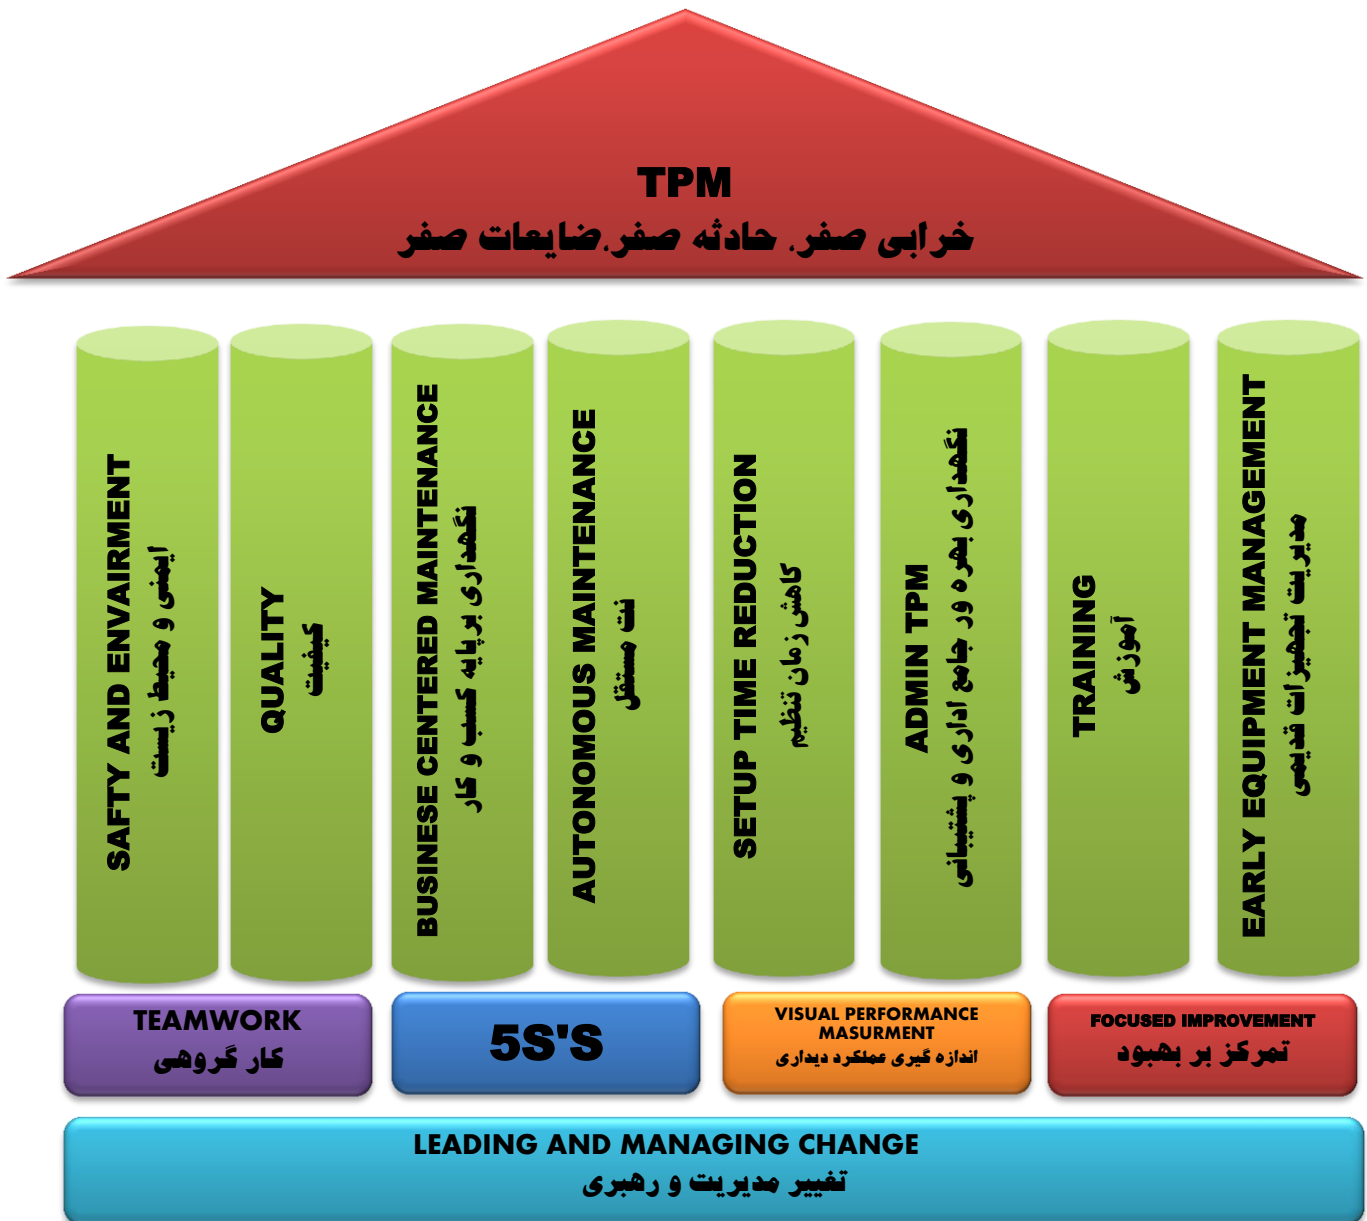 TPM
خرابی صفر، حادثه صفر،ضایعات صفر
SAFTY AND ENVAIRMENT
ایمنی و محیط زیست
QUALITY
کیفیت
BUSINESE CENTERED MAINTENANCE
نگهداری بر پایه کسب و کار
AUTONOMOUS MAINTENANCE
نت مستقل
SETUP TIME REDUCTION
کاهش زمان تنظیم
ADMIN TPM
نگهداری بهره ور جامع اداری و پشتیبانی
TRAINING
آموزش
EARLY EQUIPMENT MANAGEMENT
مدیریت تجهیزات قدیمی
TEAMWORK
کار گروهی
5S'S
VISUAL PERFORMANCE
MASURMENT
اندازه گیری عملکرد دیداری
FOCUSED IMPROVEMENT
تمرکز بر بهبود
LEADING AND MANAGING CHANGE
تغییر مدیریت و رهبری